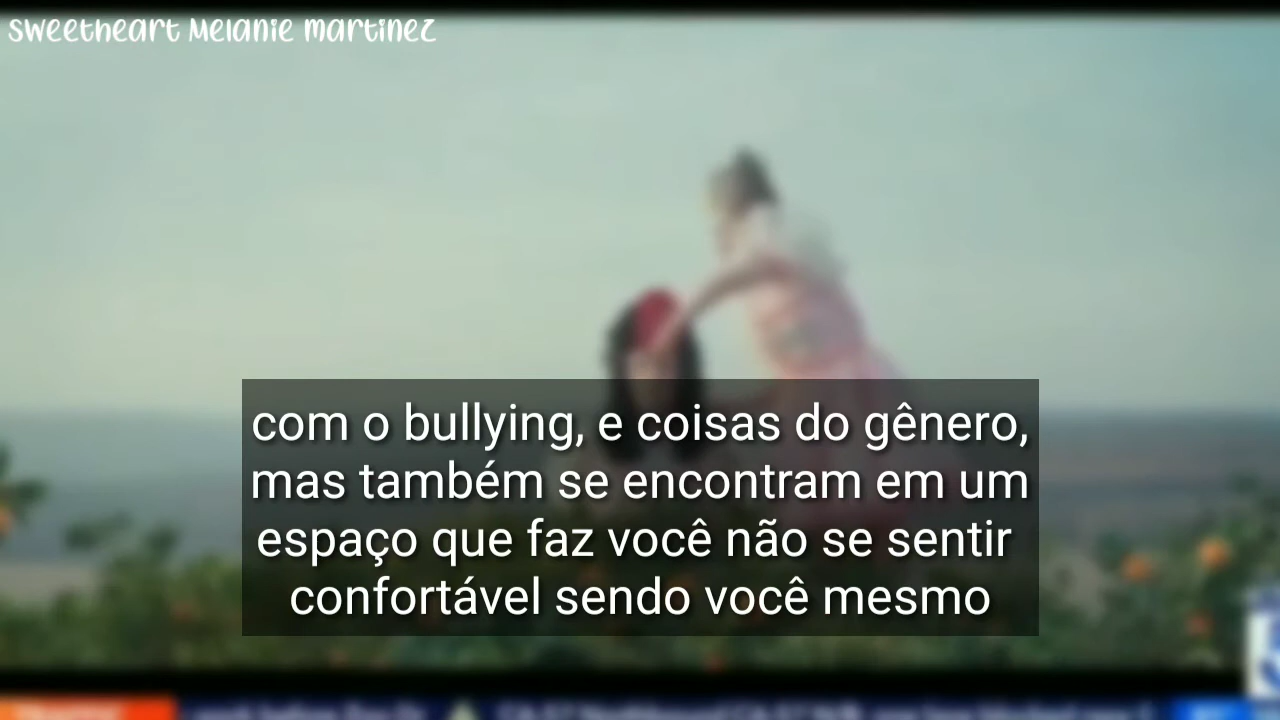 sweetheart Melanie martinez
com o bullying, e coisas do gênero,
mas também se encontram em um
espaço que faz você não se sentir
confortável sendo você mesmo